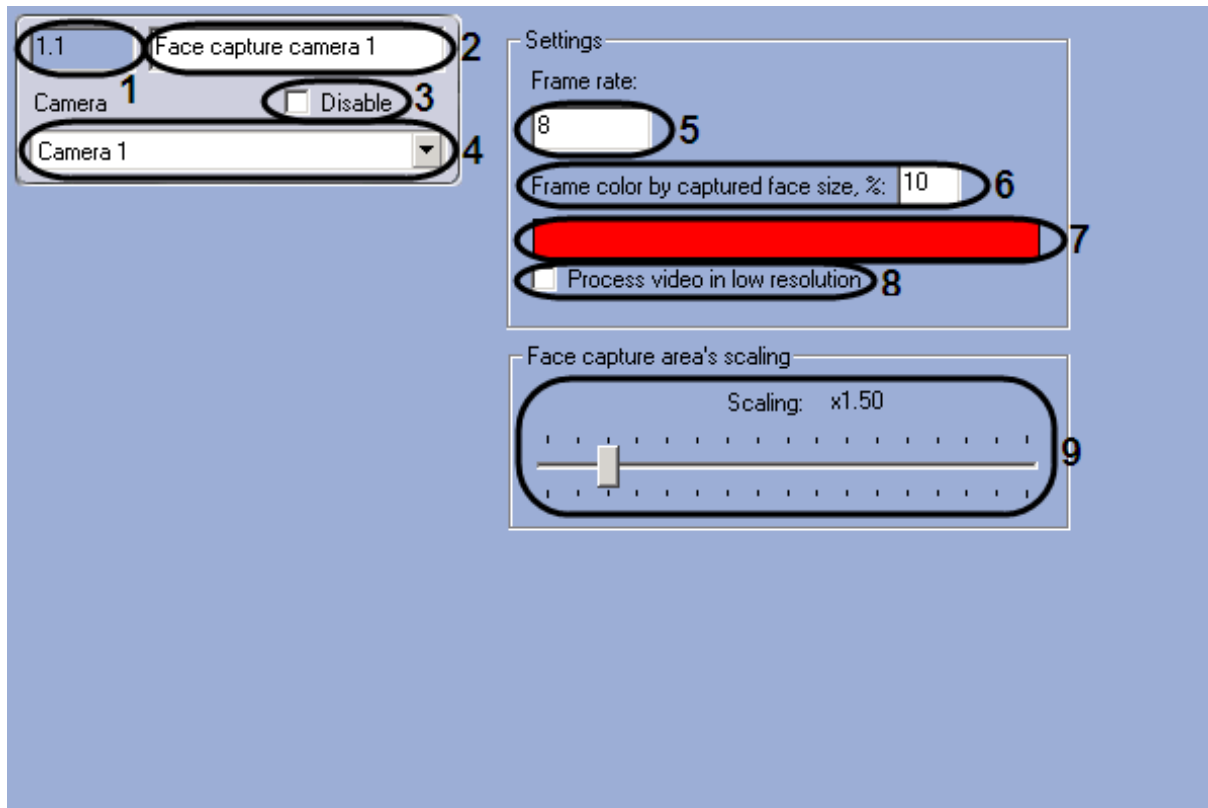 1.1 Face capture camera 1 2
1
Camera Disable 3
Camera 1 4
Settings
Frame rate:
8 5
Frame color by captured face size, %: 10 6
7
Process video in low resolution 8
Face capture area's scaling
Scaling: x1.50
9